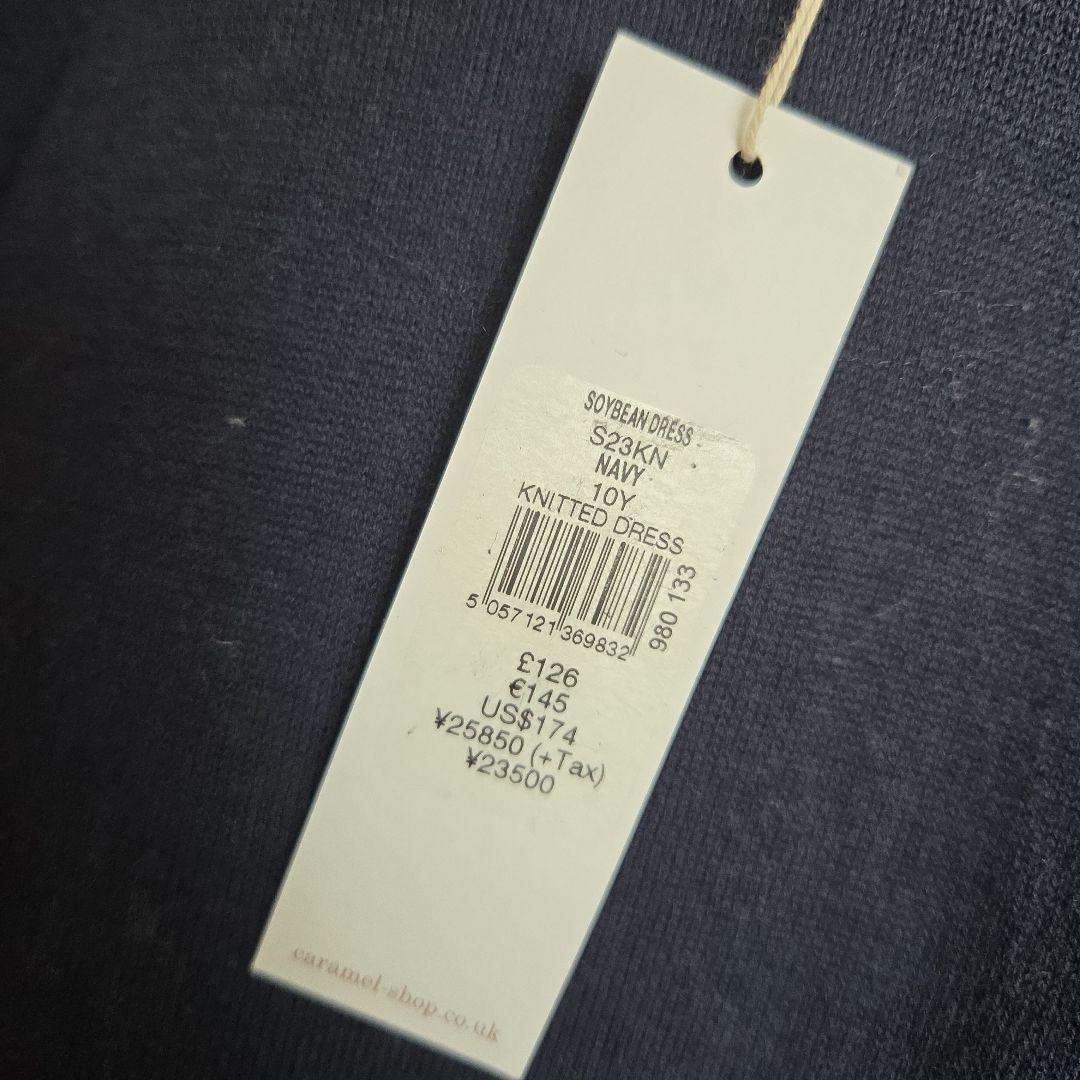 SOYBEAN DRESS
S23KN
NAVY
10Y
KNITTED DRESS
980 133
5 057121 369832
£126
€145
US$174
¥25850 (+Tax)
¥23500
caramel-shop.co.uk